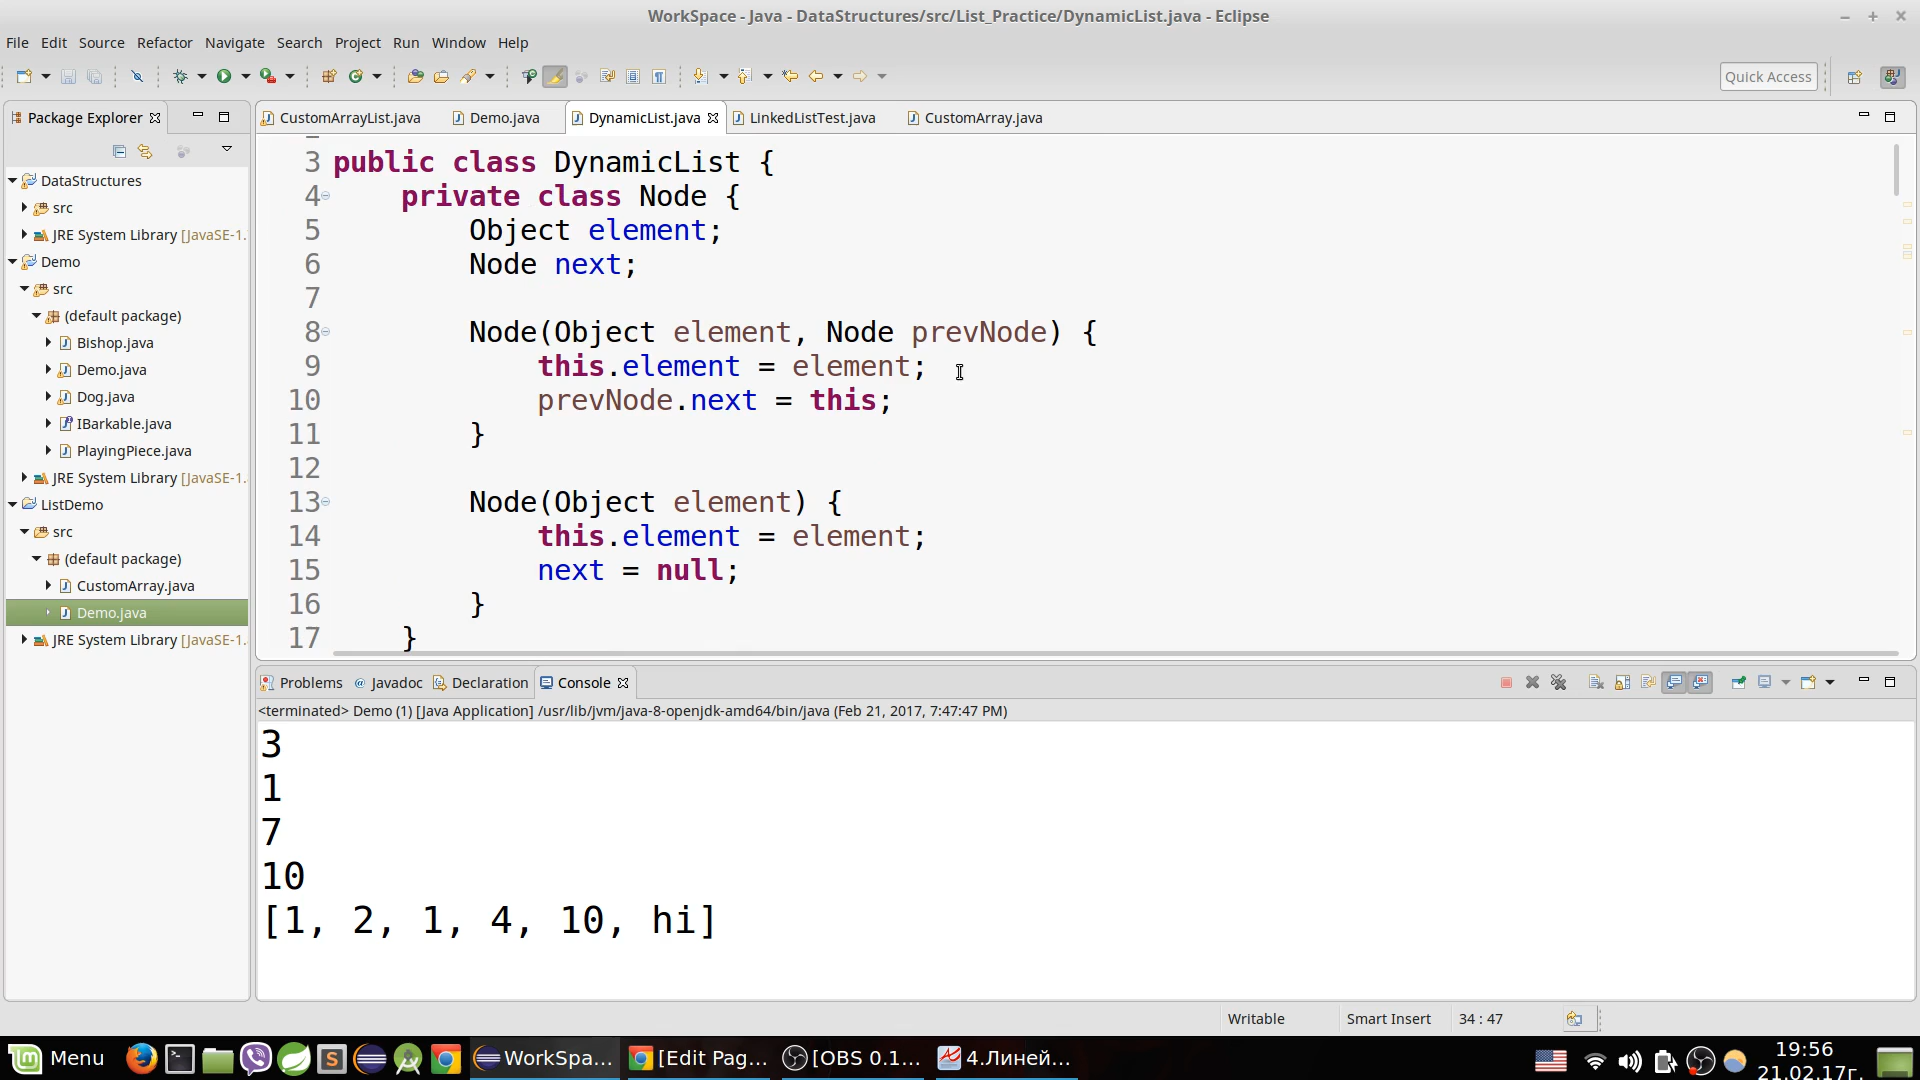 WorkSpace - Java - DataStructures/src/List_Practice/DynamicList.java - Eclipse
File Edit Source Refactor Navigate Search Project Run Window Help
Quick Access
Package Explorer
CustomArrayList.java Demo.java DynamicList.java LinkedListTest.java CustomArray.java
DataStructures
src
JRE System Library [JavaSE-1.
Demo
src
(default package)
Bishop.java
Demo.java
Dog.java
IBarkable.java
PlayingPiece.java
JRE System Library [JavaSE-1.
ListDemo
src
(default package)
CustomArray.java
Demo.java
JRE System Library [JavaSE-1.
3 public class DynamicList {
4 private class Node {
5 Object element;
6 Node next;
7
8 Node(Object element, Node prevNode) {
9 this.element = element;
10 prevNode.next = this;
11 }
12
13 Node(Object element) {
14 this.element = element;
15 next = null;
16 }
17 }
Problems @ Javadoc Declaration Console
<terminated> Demo (1) [Java Application] /usr/lib/jvm/java-8-openjdk-amd64/bin/java (Feb 21, 2017, 7:47:47 PM)
3
1
7
10
[1, 2, 1, 4, 10, hi]
Writable Smart Insert 34 : 47
Menu WorkSpa... [Edit Pag... [OBS 0.1... 4.Линей... 19:56
21.02.17г.